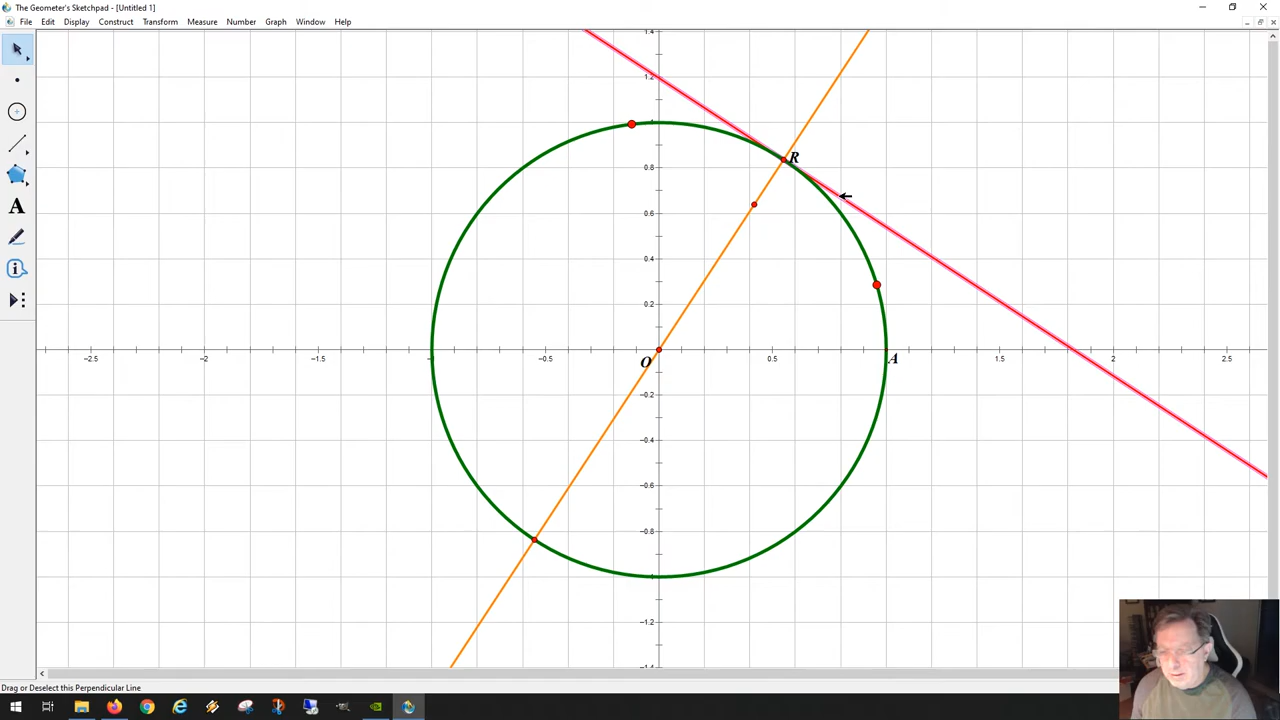 The Geometer's Sketchpad - [Untitled 1]
File Edit Display Construct Transform Measure Number Graph Window Help
1.4
1.2
1
R
0.8
A
0.6
0.4
0.2
-2.5 -2 -1.5 -0.5 0.5 1.5 2 2.5
O
A
-0.2
-0.4
-0.6
-0.8
-1.2
-1.4
Drag or Deselect this Perpendicular Line